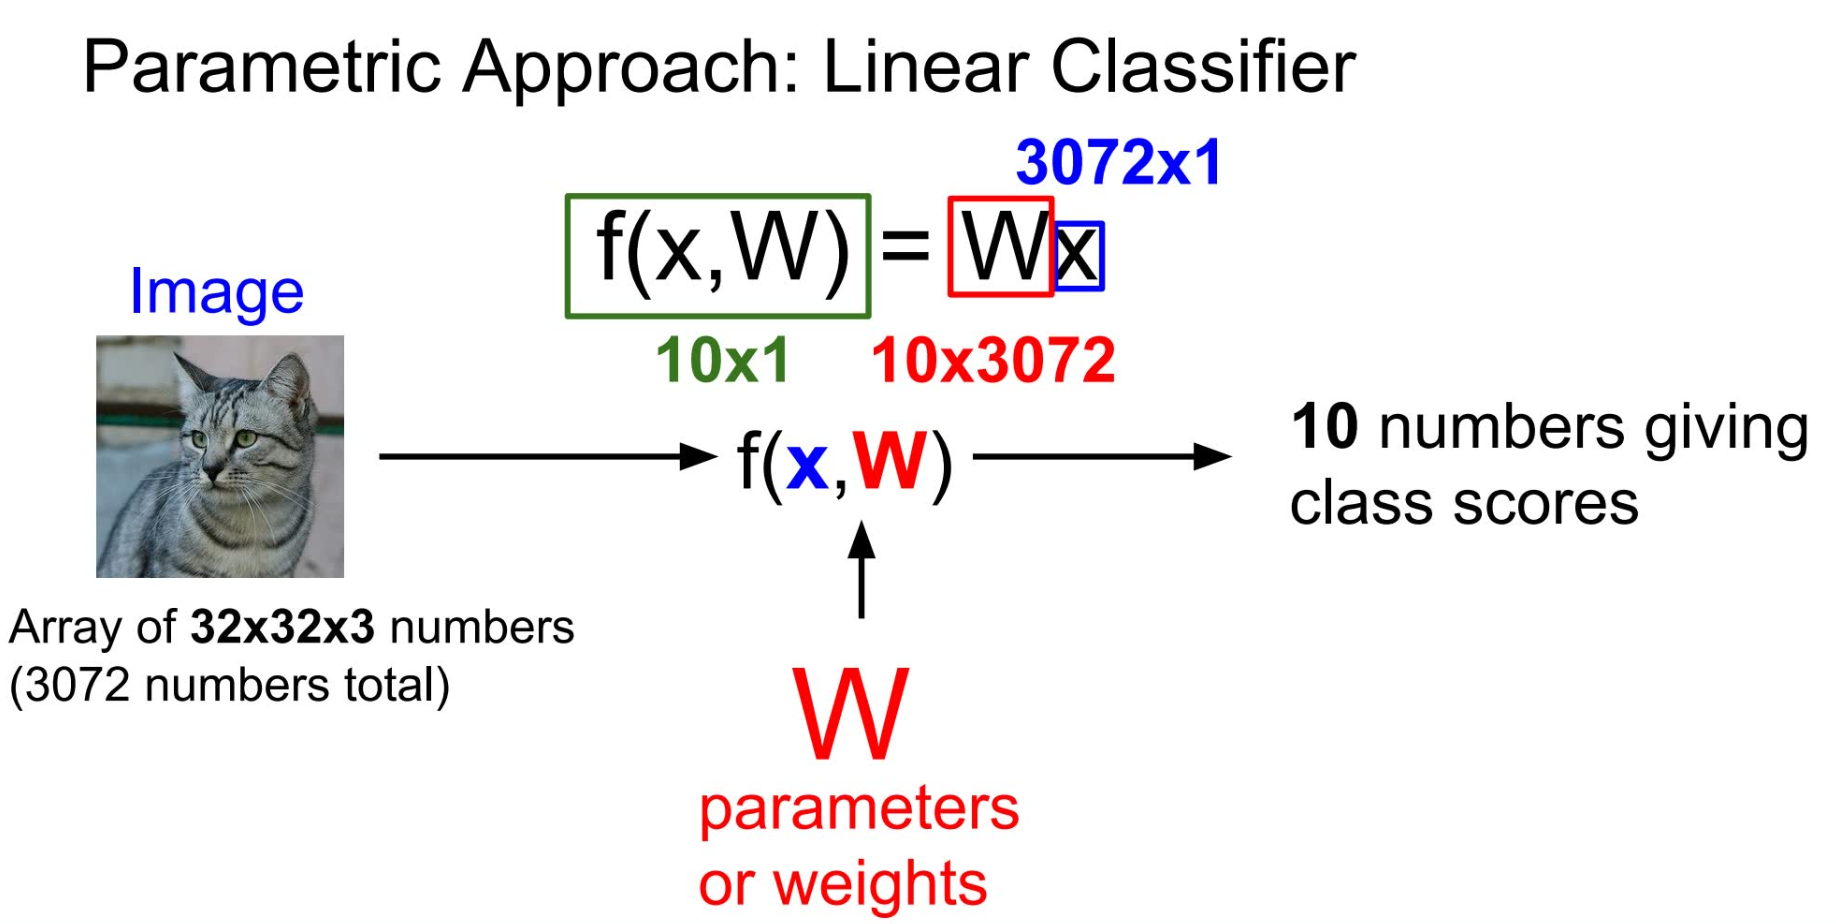 Parametric Approach: Linear Classifier
3072x1
f(x,W) = Wx
10x1 10x3072
Image
f(x,W)
10 numbers giving
class scores
Array of 32x32x3 numbers
(3072 numbers total)
W
parameters
or weights